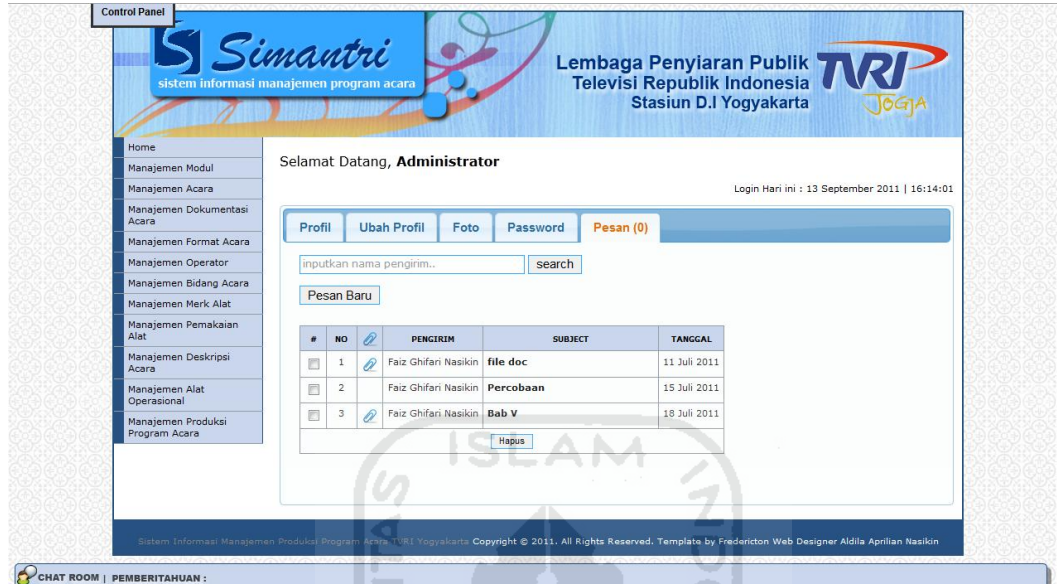 Control Panel
Simantri
sistem informasi manajemen program acara
Lembaga Penyiaran Publik
Televisi Republik Indonesia
Stasiun D.I Yogyakarta
TVRI
JOGJA
Home
Manajemen Modul
Manajemen Acara
Manajemen Dokumentasi
Acara
Manajemen Format Acara
Manajemen Operator
Manajemen Bidang Acara
Manajemen Merk Alat
Manajemen Pemakaian
Alat
Manajemen Deskripsi
Acara
Manajemen Alat
Operasional
Manajemen Produksi
Program Acara
Selamat Datang, Administrator
Login Hari ini : 13 September 2011 | 16:14:01
Profil Ubah Profil Foto Password Pesan (0)
inputkan nama pengirim.. search
Pesan Baru
# NO PENGIRIM SUBJECT TANGGAL
1 Faiz Ghifari Nasikin file doc 11 Juli 2011
2 Faiz Ghifari Nasikin Percobaan 15 Juli 2011
3 Faiz Ghifari Nasikin Bab V 18 Juli 2011
Hapus
ISLAM
Sistem Informasi Manajemen Produksi Program Acara TVRI Yogyakarta Copyright © 2011. All Rights Reserved. Template by Fredericton Web Designer Aldila Aprilian Nasikin
CHAT ROOM | PEMBERITAHUAN :